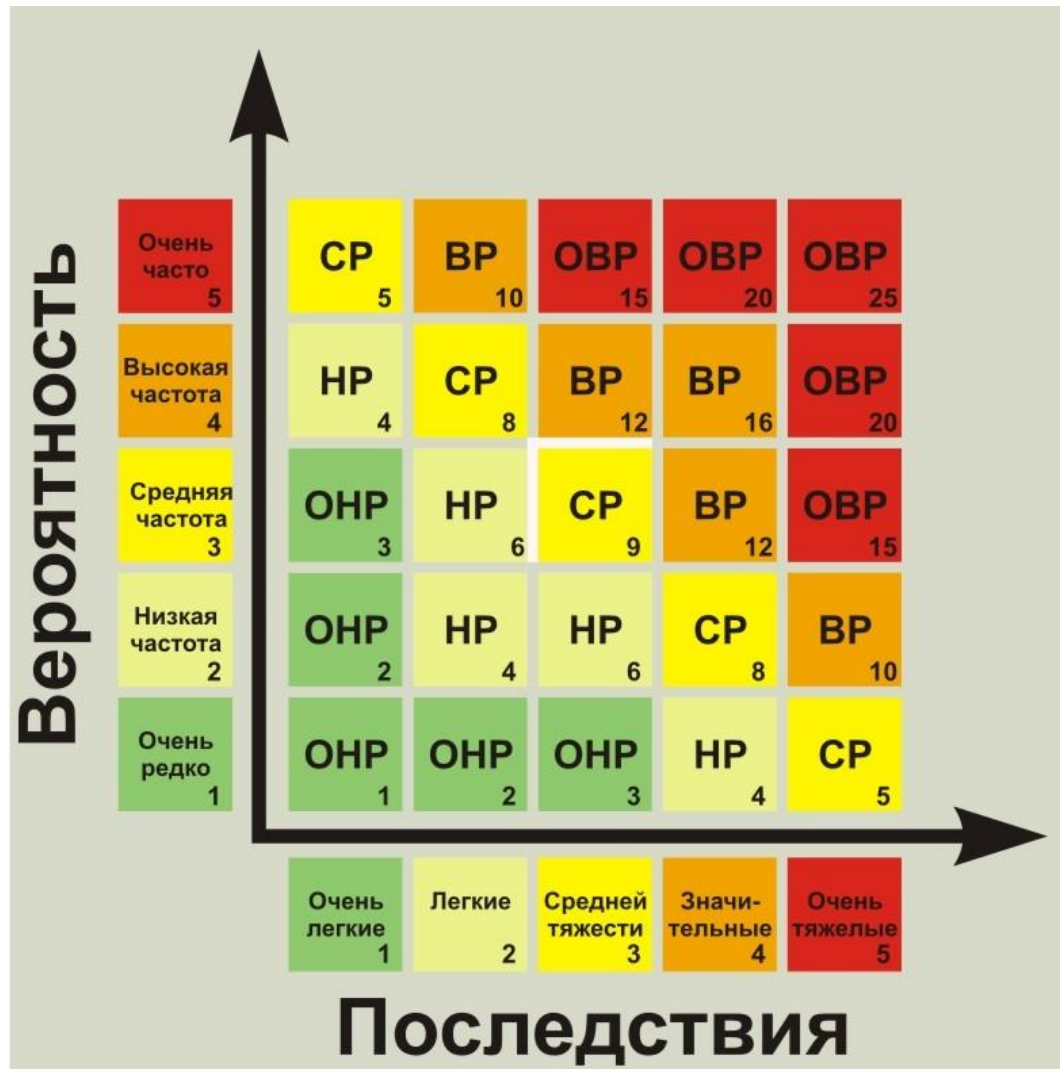 Вероятность
Очень
часто
5
СР
5
ВР
10
ОВР
15
ОВР
20
ОВР
25
Высокая
частота
4
НР
4
СР
8
ВР
12
ВР
16
ОВР
20
Средняя
частота
3
ОНР
3
НР
6
СР
9
ВР
12
ОВР
15
Низкая
частота
2
ОНР
2
НР
4
НР
6
СР
8
ВР
10
Очень
редко
1
ОНР
1
ОНР
2
ОНР
3
НР
4
СР
5
Очень
легкие
1
Легкие
2
Средней
тяжести
3
Значи-
тельные
4
Очень
тяжелые
5
Последствия